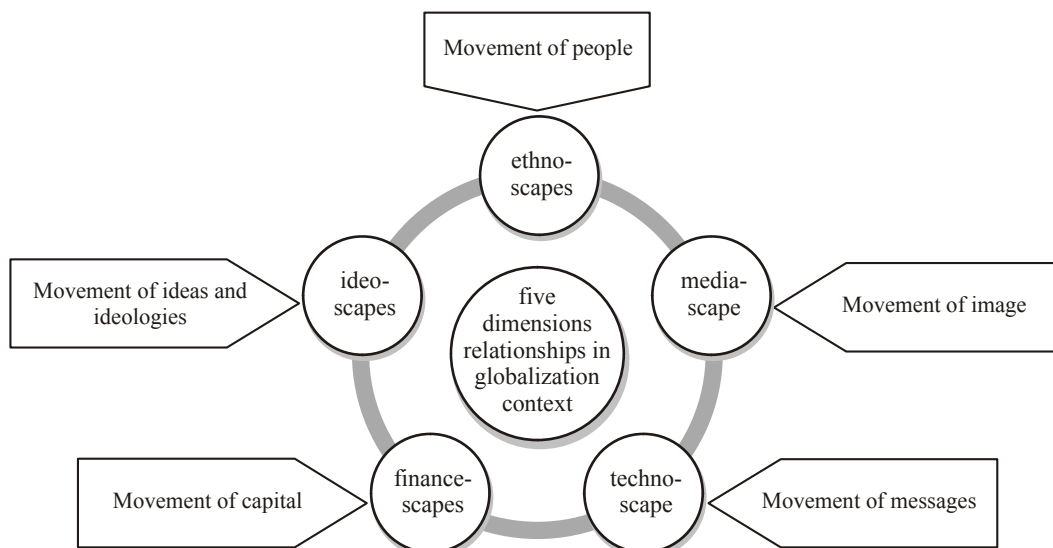 Movement of people
ethno-
scapes
Movement of ideas and
ideologies
ideo-
scapes
five
dimensions
relationships in
globalization
context
media-
scape
Movement of image
Movement of capital
finance-
scapes
techno-
scape
Movement of messages